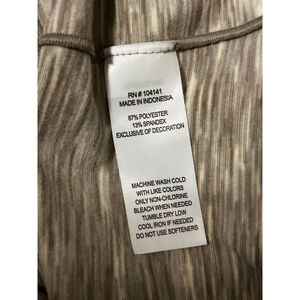 RN # 104141
MADE IN INDONESIA
87% POLYESTER
13% SPANDEX
EXCLUSIVE OF DECORATION
MACHINE WASH COLD
WITH LIKE COLORS
ONLY NON-CHLORINE
BLEACH WHEN NEEDED
TUMBLE DRY LOW
COOL IRON IF NEEDED
DO NOT USE SOFTENERS